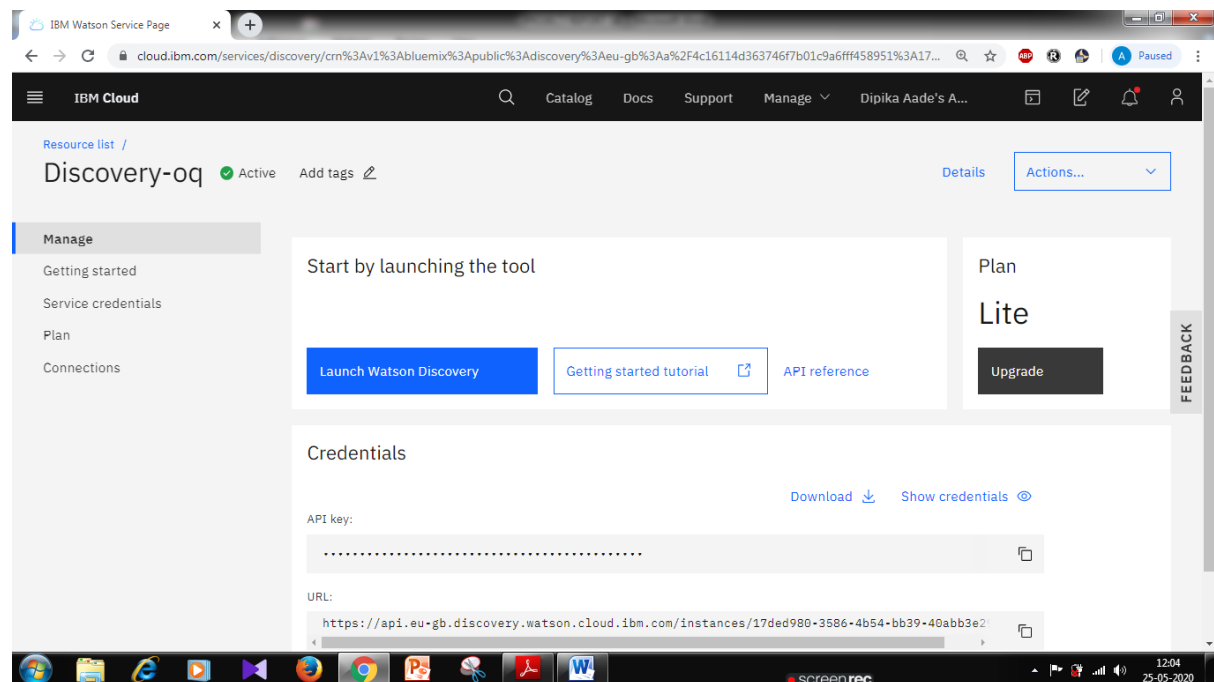 IBM Watson Service Page
cloud.ibm.com/services/discovery/crn%3Av1%3Abluemix%3Apublic%3Adiscovery%3Aeu-gb%3Aa%2F4c16114d363746f7b01c9a6fff458951%3A17...
ABP
R
A Paused
IBM Cloud Catalog Docs Support Manage Dipika Aade's A...
Resource list /
Discovery-oq Active Add tags Details Actions...
Manage
Getting started
Service credentials
Plan
Connections
Start by launching the tool
Launch Watson Discovery Getting started tutorial API reference
Plan
Lite
Upgrade
FEEDBACK
Credentials
Download Show credentials
API key:
URL:
https://api.eu-gb.discovery.watson.cloud.ibm.com/instances/17ded980-3586-4b54-bb39-40abb3e2
screenrec
12:04
25-05-2020